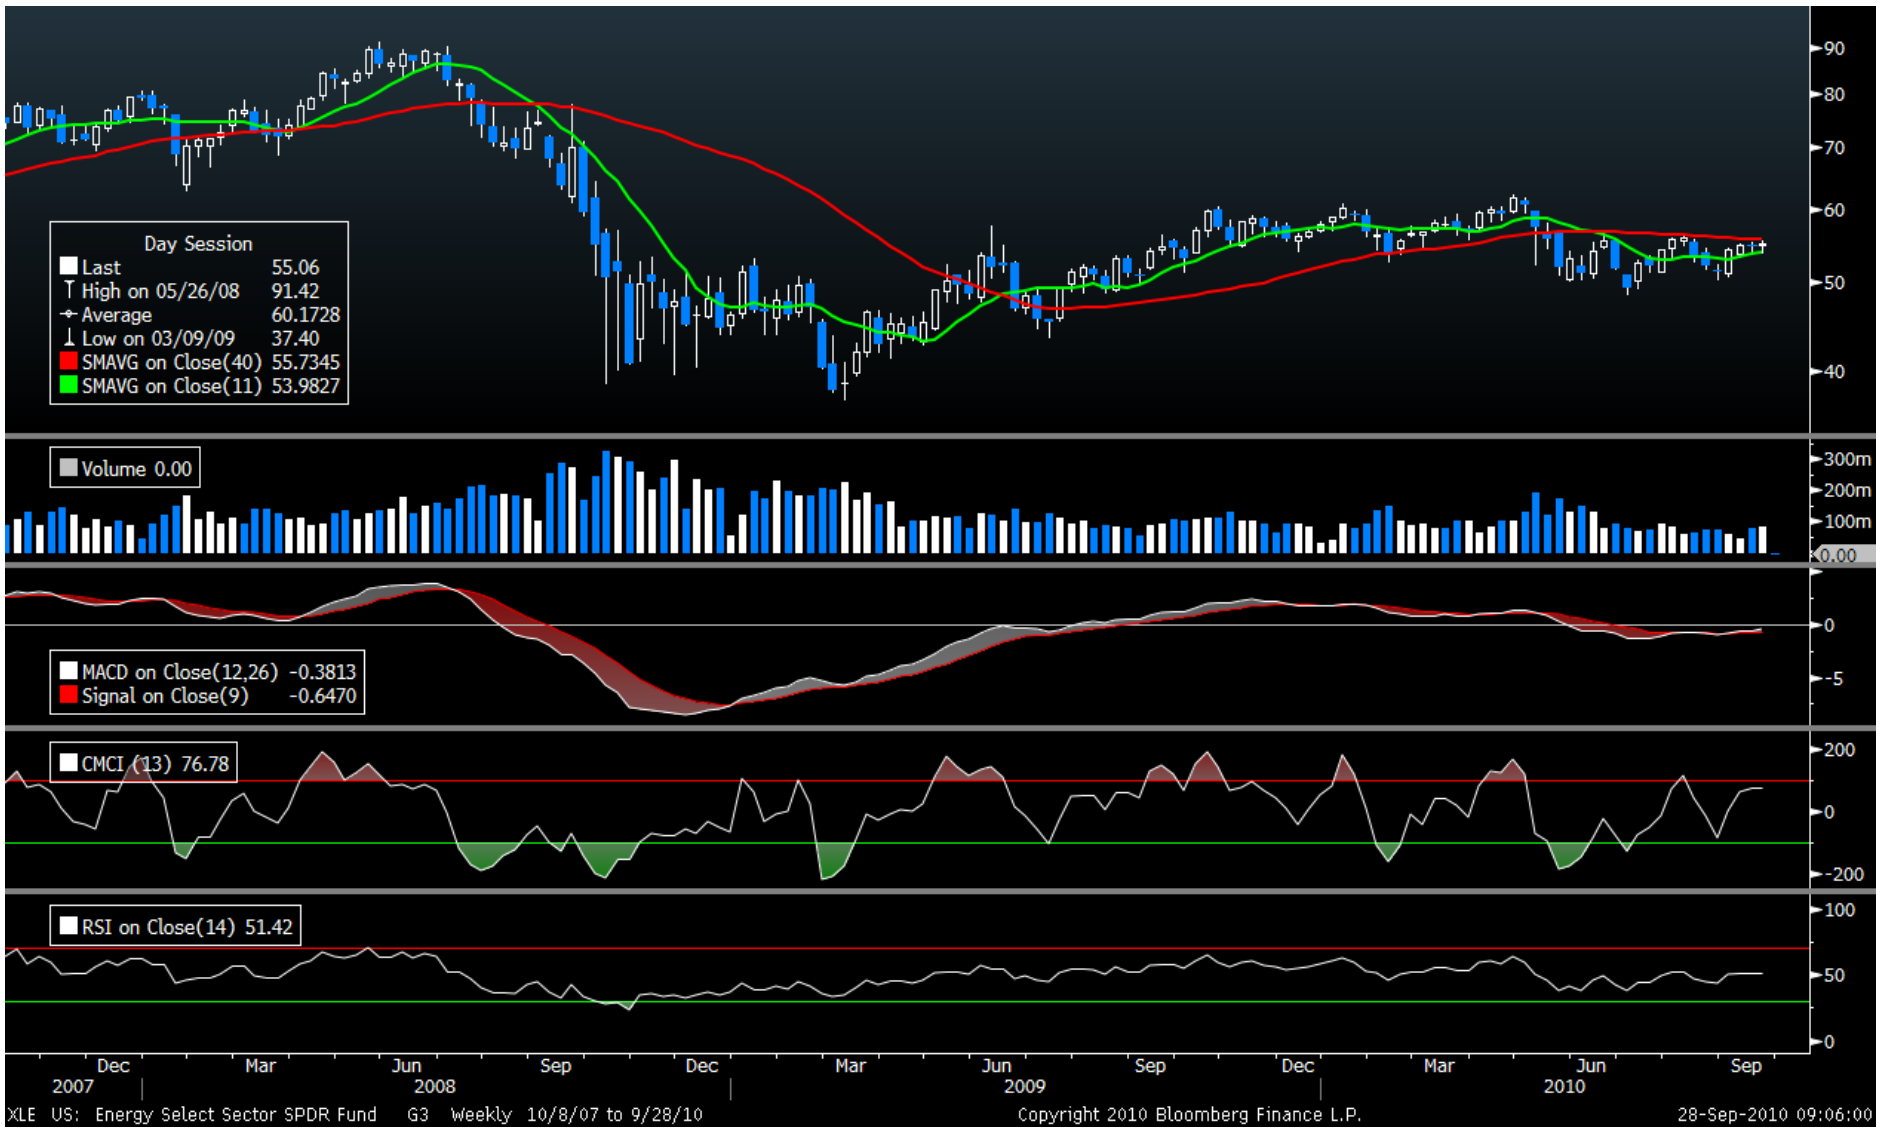 90
80
70
60
50
40
Day Session
Last 55.06
High on 05/26/08 91.42
Average 60.1728
Low on 03/09/09 37.40
SMAVG on Close(40) 55.7345
SMAVG on Close(11) 53.9827
Volume 0.00
300m
200m
100m
0.00
MACD on Close(12,26) -0.3813
Signal on Close(9) -0.6470
0
-5
CMCI (13) 76.78
200
0
-200
RSI on Close(14) 51.42
100
50
0
Dec Mar Jun Sep Dec Mar Jun Sep Dec Mar Jun Sep
2007 2008 2009 2010
XLE US: Energy Select Sector SPDR Fund G3 Weekly 10/8/07 to 9/28/10 Copyright 2010 Bloomberg Finance L.P. 28-Sep-2010 09:06:00